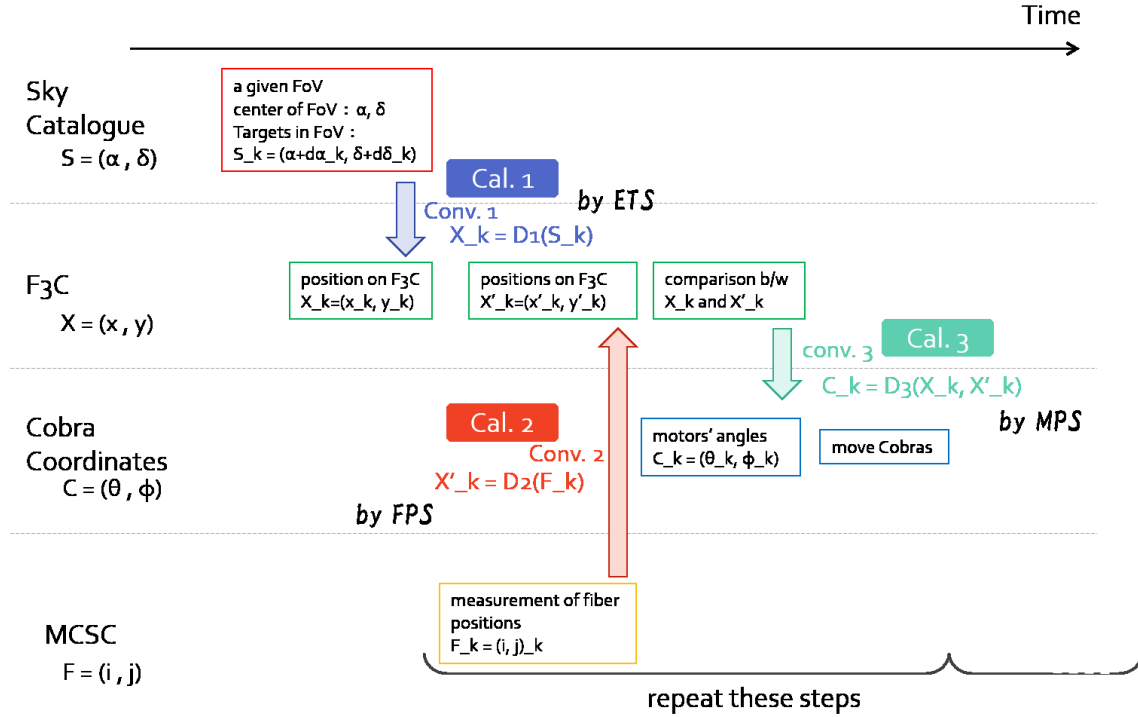 Time
Sky
Catalogue
S = (α , δ)
a given FoV
center of FoV : α, δ
Targets in FoV :
S_k = (α+dα_k, δ+dδ_k)
Cal. 1
by ETS
Conv. 1
X_k = D1(S_k)
F3C
X = (x , y)
position on F3C
X_k=(x_k, y_k)
positions on F3C
X’_k=(x’_k, y’_k)
comparison b/w
X_k and X’_k
Cal. 3
conv. 3
C_k = D3(X_k, X’_k)
by MPS
Cobra
Coordinates
C = (θ , ϕ)
Cal. 2
Conv. 2
X’_k = D2(F_k)
by FPS
motors’ angles
C_k = (θ_k, ϕ_k)
move Cobras
MCSC
F = (i , j)
measurement of fiber
positions
F_k = (i, j)_k
repeat these steps